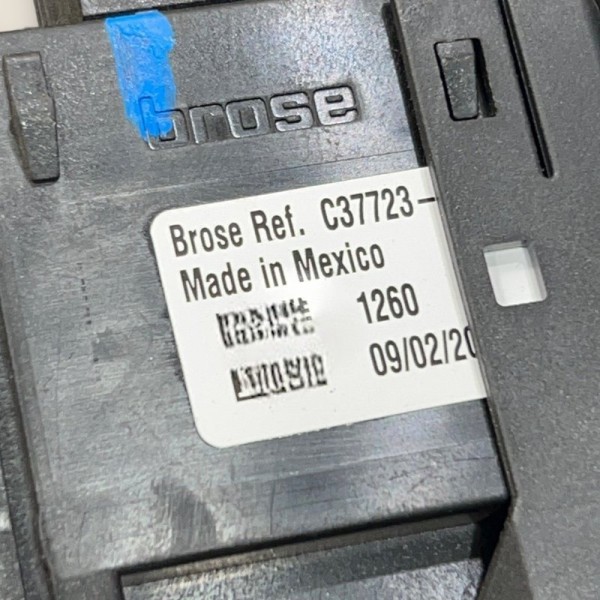 brose
Brose Ref. C37723-
Made in Mexico
1260
09/02/20